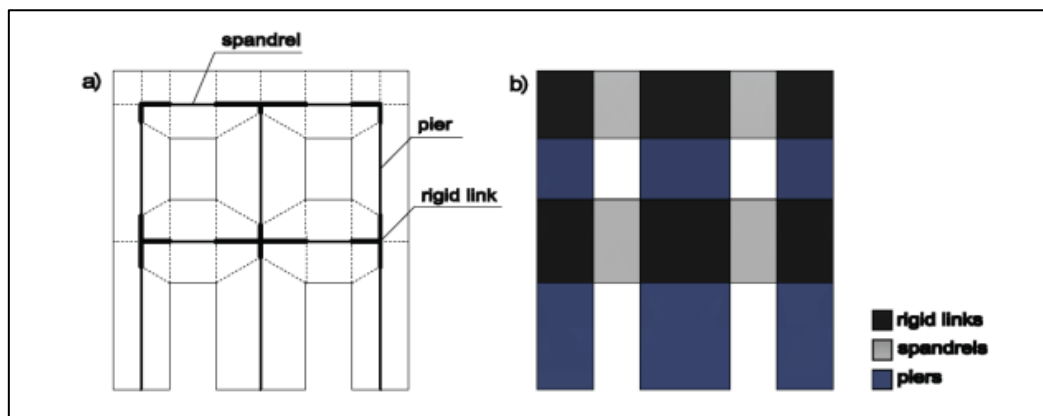 spandrel
a)
pier
rigid link
b)
rigid links
spandrels
piers